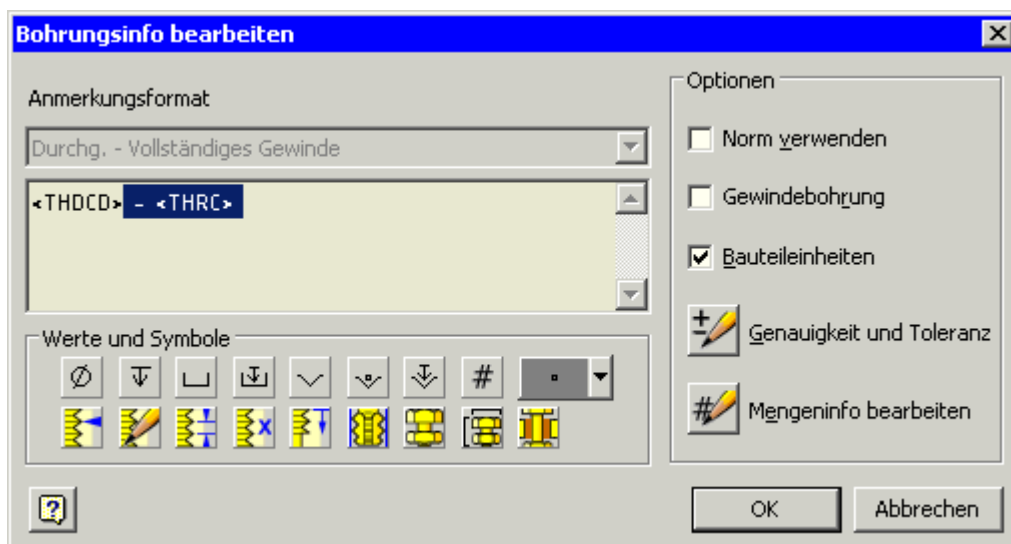 Bohrungsinfo bearbeiten
Anmerkungsformat
Durchg. - Vollständiges Gewinde
<THDCD> - <THRC>
Werte und Symbole
#
Optionen
Norm verwenden
Gewindebohrung
Bauteileinheiten
Genauigkeit und Toleranz
Mengeninfo bearbeiten
OK
Abbrechen